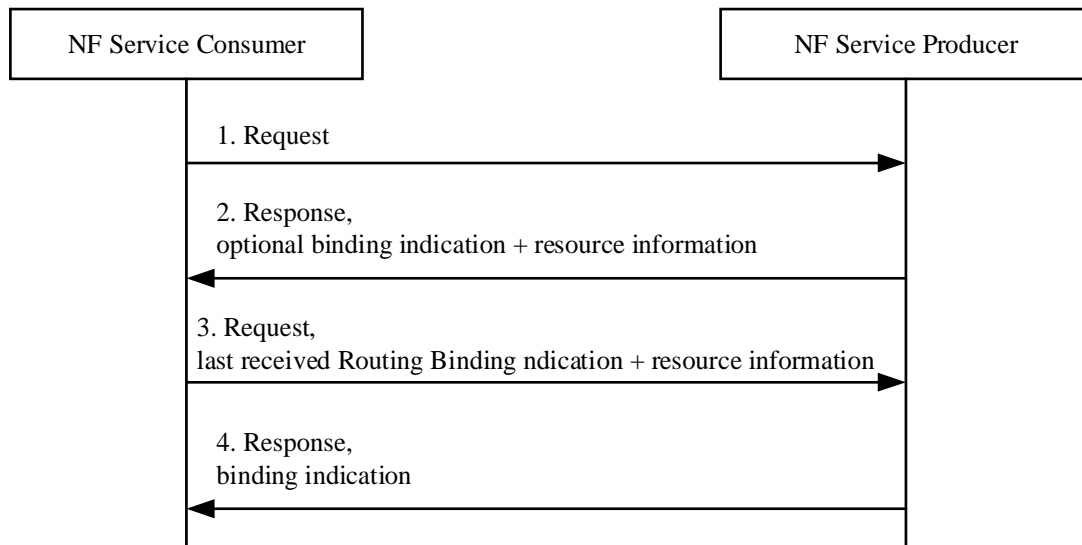 NF Service Consumer
NF Service Producer
1. Request
2. Response,
optional binding indication + resource information
3. Request,
last received Routing Binding ndication + resource information
4. Response,
binding indication